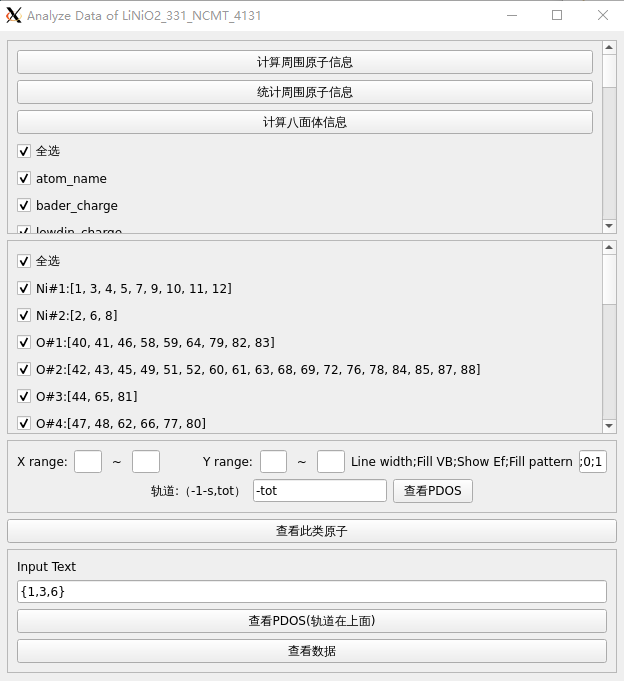 Analyze Data of LiNiO2_331_NCMT_4131
计算周围原子信息
统计周围原子信息
计算八面体信息
全选
atom_name
bader_charge
lowdin_charge
全选
Ni#1:[1, 3, 4, 5, 7, 9, 10, 11, 12]
Ni#2:[2, 6, 8]
O#1:[40, 41, 46, 58, 59, 64, 79, 82, 83]
O#2:[42, 43, 45, 49, 51, 52, 60, 61, 63, 68, 69, 72, 76, 78, 84, 85, 87, 88]
O#3:[44, 65, 81]
O#4:[47, 48, 62, 66, 77, 80]
X range: ~ Y range: ~ Line width;Fill VB;Show Ef;Fill pattern ;0;1
轨道:（-1-s,tot） -tot 查看PDOS
查看此类原子
Input Text
{1,3,6}
查看PDOS(轨道在上面)
查看数据